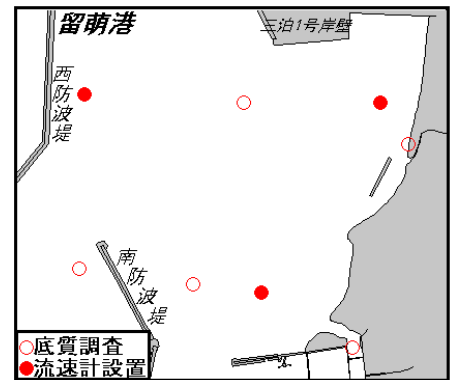 留萌港
三泊1号岸壁
西防波堤
南防波堤
○底質調査
●流速計設置